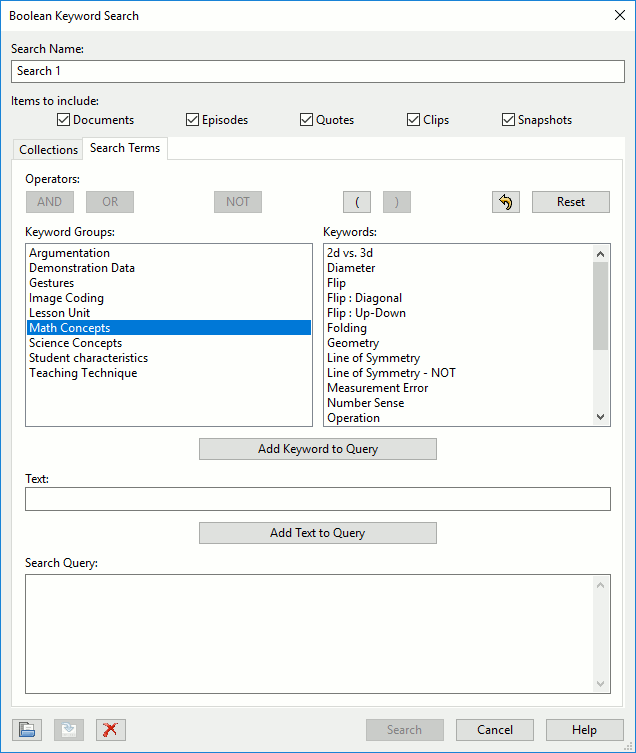 Boolean Keyword Search
Search Name:
Search 1
Items to include:
Documents Episodes Quotes Clips Snapshots
Collections Search Terms
Operators:
AND OR NOT ( ) Reset
Keyword Groups:
Argumentation
Demonstration Data
Gestures
Image Coding
Lesson Unit
Math Concepts
Science Concepts
Student characteristics
Teaching Technique
Keywords:
2d vs. 3d
Diameter
Flip
Flip : Diagonal
Flip : Up-Down
Folding
Geometry
Line of Symmetry
Line of Symmetry - NOT
Measurement Error
Number Sense
Operation
Add Keyword to Query
Text:
Add Text to Query
Search Query:
Search Cancel Help